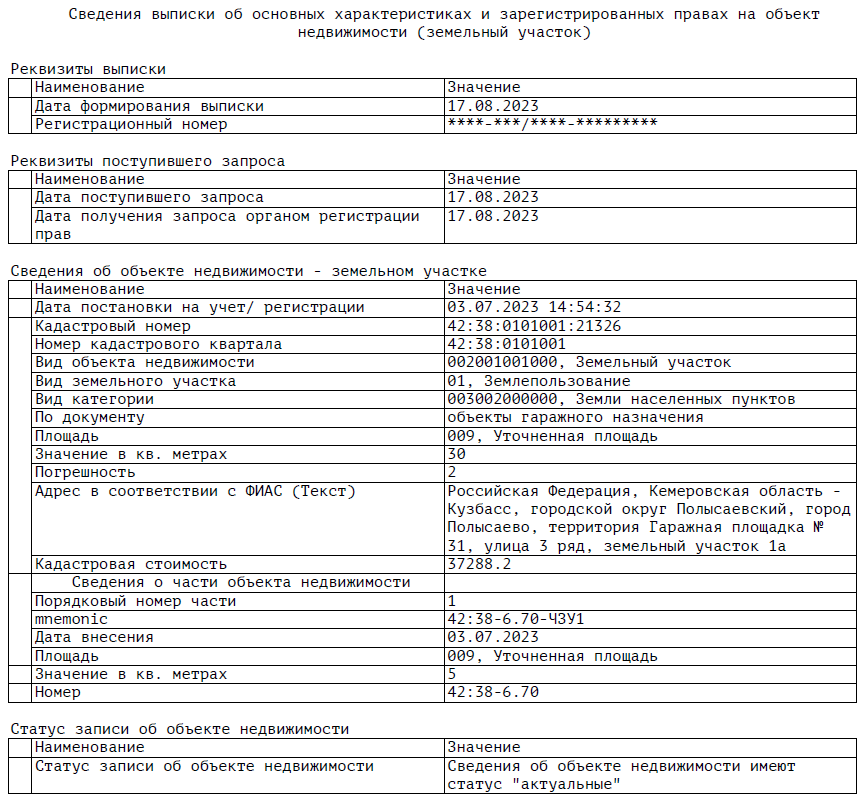 Сведения выписки об основных характеристиках и зарегистрированных правах на объект
недвижимости (земельный участок)
Реквизиты выписки
Наименование Значение
Дата формирования выписки 17.08.2023
Регистрационный номер ****-***/****-*********
Реквизиты поступившего запроса
Наименование Значение
Дата поступившего запроса 17.08.2023
Дата получения запроса органом регистрации 17.08.2023
прав
Сведения об объекте недвижимости - земельном участке
Наименование Значение
Дата постановки на учет/ регистрации 03.07.2023 14:54:32
Кадастровый номер 42:38:0101001:21326
Номер кадастрового квартала 42:38:0101001
Вид объекта недвижимости 002001001000, Земельный участок
Вид земельного участка 01, Землепользование
Вид категории 003002000000, Земли населенных пунктов
По документу объекты гаражного назначения
Площадь 009, Уточненная площадь
Значение в кв. метрах 30
Погрешность 2
Адрес в соответствии с ФИАС (Текст) Российская Федерация, Кемеровская область -
Кузбасс, городской округ Полысаевский, город
Полысаево, территория Гаражная площадка №
31, улица 3 ряд, земельный участок 1а
Кадастровая стоимость 37288.2
Сведения о части объекта недвижимости
Порядковый номер части 1
mnemonic 42:38-6.70-ЧЗУ1
Дата внесения 03.07.2023
Площадь 009, Уточненная площадь
Значение в кв. метрах 5
Номер 42:38-6.70
Статус записи об объекте недвижимости
Наименование Значение
Статус записи об объекте недвижимости Сведения об объекте недвижимости имеют
статус "актуальные"